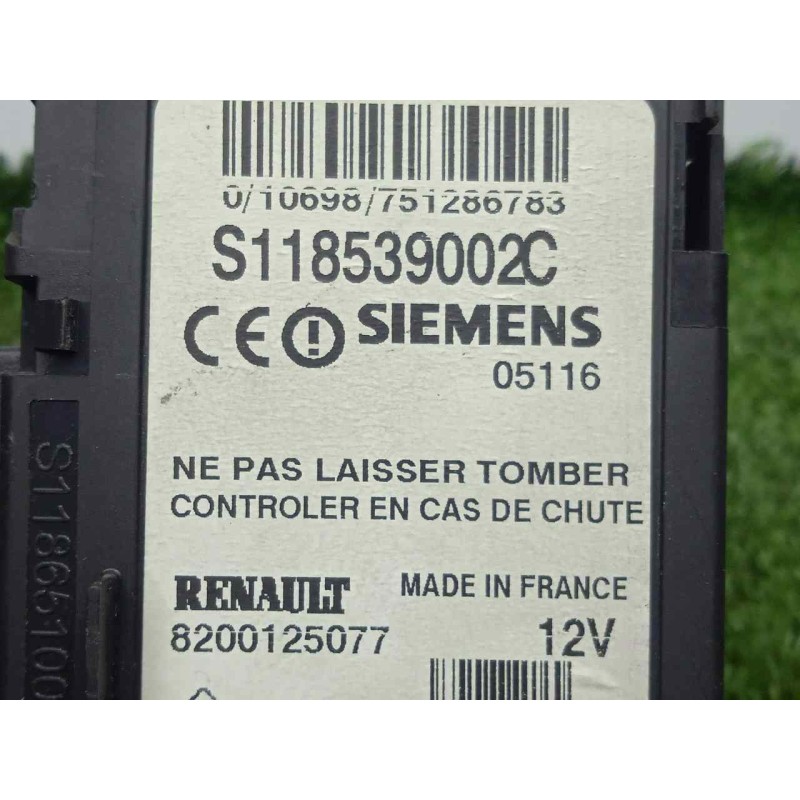 0/10698/751286783
S118539002C
CE SIEMENS
05116
NE PAS LAISSER TOMBER
CONTROLER EN CAS DE CHUTE
RENAULT MADE IN FRANCE
8200125077 12V